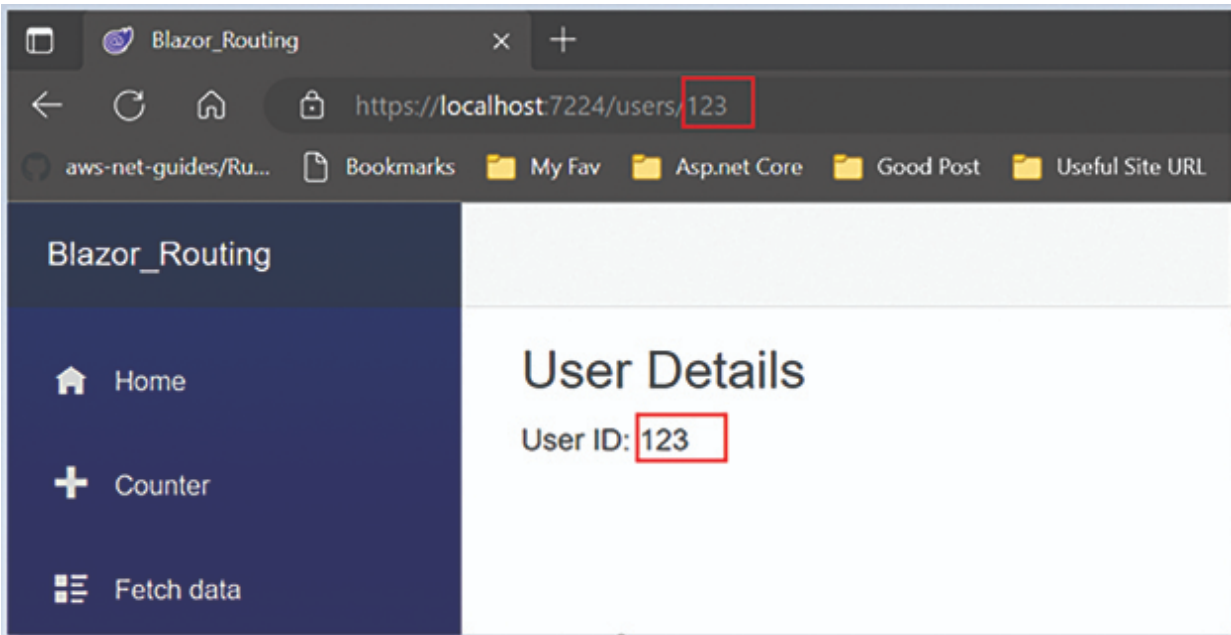 Blazor_Routing
https://localhost:7224/users/123
aws-net-guides/Ru... Bookmarks My Fav Asp.net Core Good Post Useful Site URL
Blazor_Routing
Home
Counter
Fetch data
User Details
User ID: 123